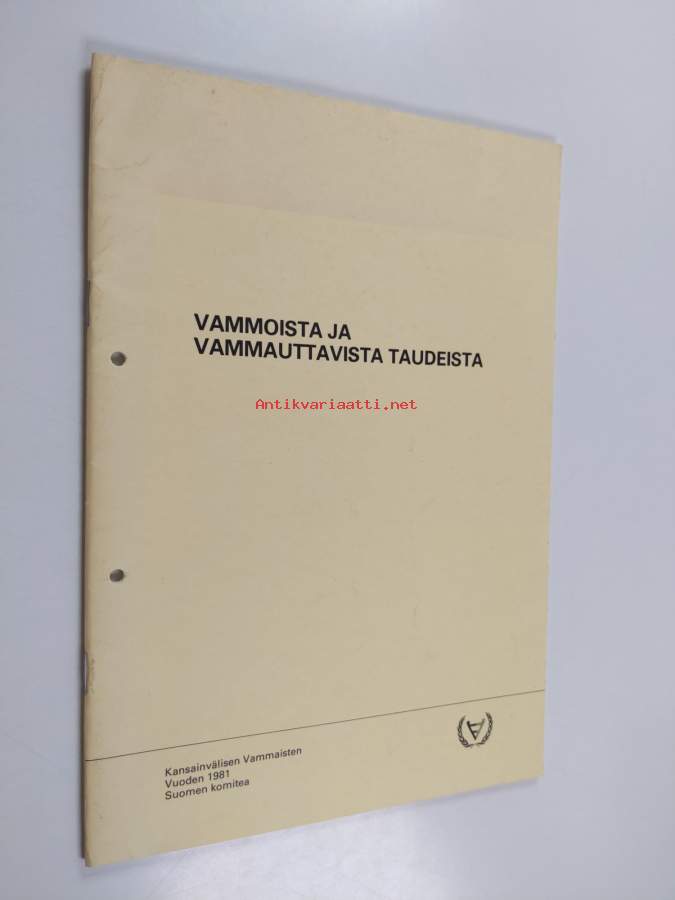 VAMMOISTA JA
VAMMAUTTAVISTA TAUDEISTA
Antikvariaatti.net
Kansainvälisen Vammaisten
Vuoden 1981
Suomen komitea